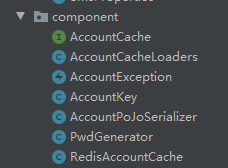 component
AccountCache
AccountCacheLoaders
AccountException
AccountKey
AccountPoJoSerializer
PwdGenerator
RedisAccountCache